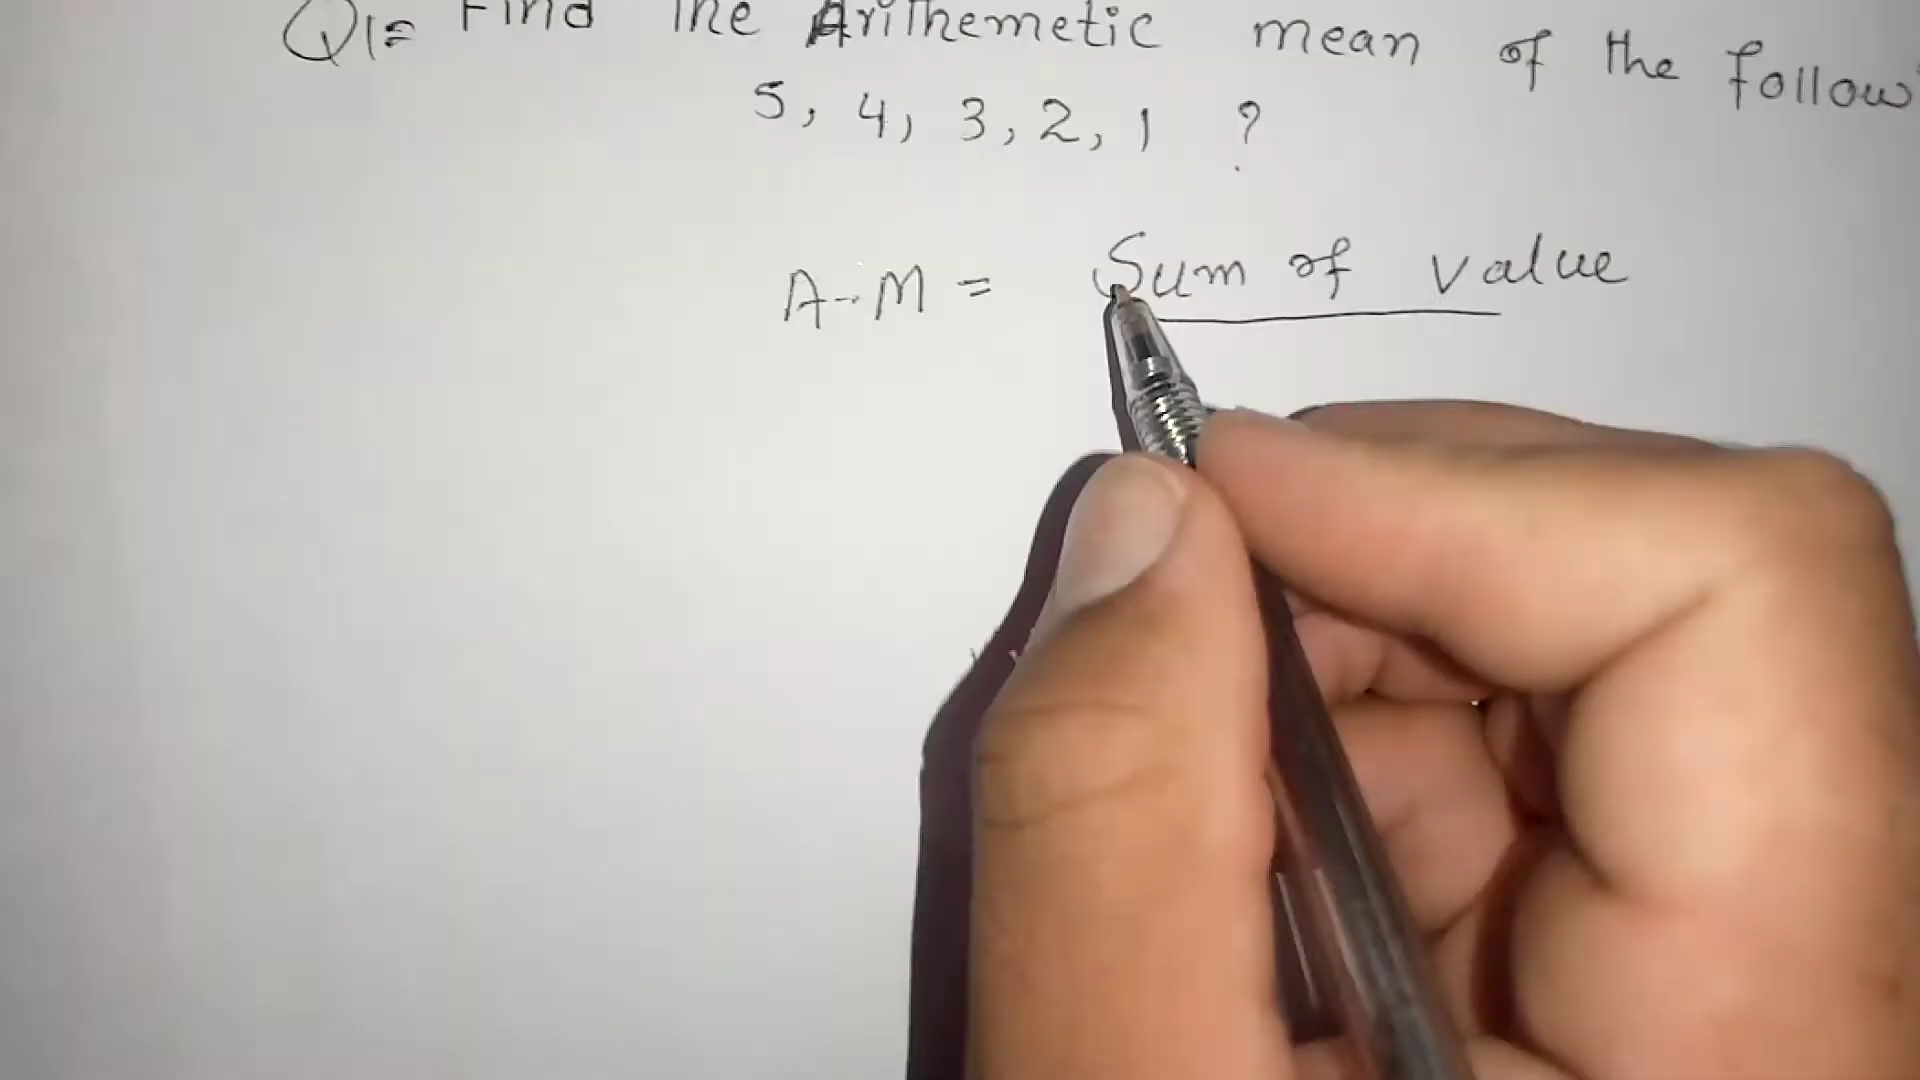 Q1= Find The Arithemetic mean of the follow
5, 4, 3, 2, 1 ?
A.M = Sum of value